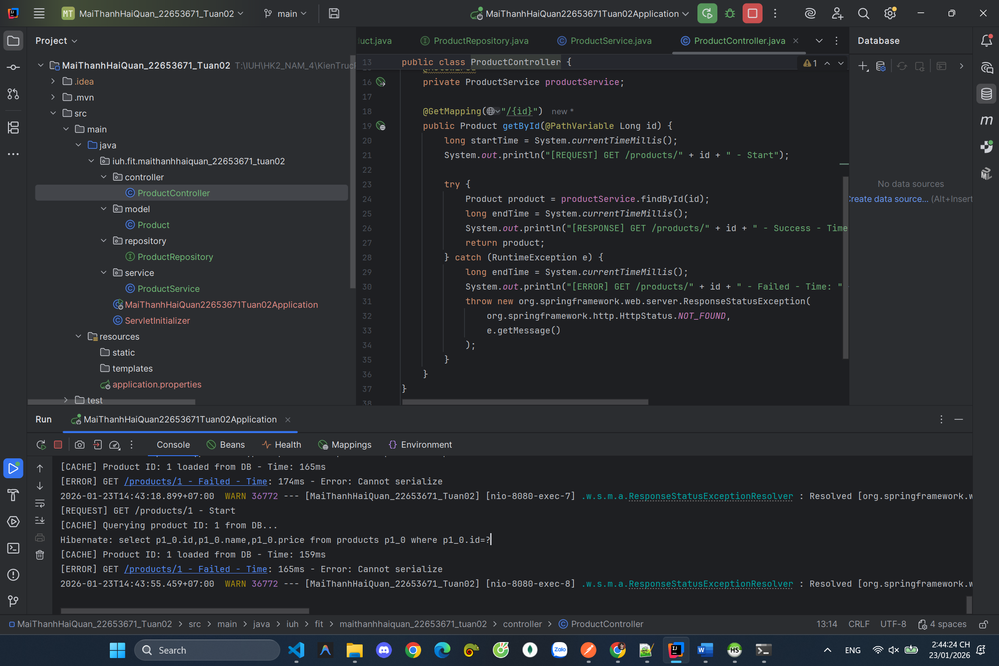 MT MaiThanhHaiQuan_22653671_Tuan02 main MaiThanhHaiQuan22653671Tuan02Application
Project
MaiThanhHaiQuan_22653671_Tuan02 T:\IUH\HK2_NAM_4\KienTruc
.idea
.mvn
src
main
java
iuh.fit.maithanhhaiquan_22653671_tuan02
controller
ProductController
model
Product
repository
ProductRepository
service
ProductService
MaiThanhHaiQuan22653671Tuan02Application
ServletInitializer
resources
static
templates
application.properties
test
uct.java ProductRepository.java ProductService.java ProductController.java
13 public class ProductController { 1
16 private ProductService productService;
17
18 @GetMapping("/{id}") new *
19 public Product getById(@PathVariable Long id) {
20 long startTime = System.currentTimeMillis();
21 System.out.println("[REQUEST] GET /products/" + id + " - Start");
22
23 try {
24 Product product = productService.findById(id);
25 long endTime = System.currentTimeMillis();
26 System.out.println("[RESPONSE] GET /products/" + id + " - Success - Time
27 return product;
28 } catch (RuntimeException e) {
29 long endTime = System.currentTimeMillis();
30 System.out.println("[ERROR] GET /products/" + id + " - Failed - Time: "
31 throw new org.springframework.web.server.ResponseStatusException(
32 org.springframework.http.HttpStatus.NOT_FOUND,
33 e.getMessage()
34 );
35 }
36 }
37 }
38
Database
No data sources
Create data source... (Alt+Insert
Run MaiThanhHaiQuan22653671Tuan02Application
Console Beans Health Mappings Environment
[CACHE] Product ID: 1 loaded from DB - Time: 165ms
[ERROR] GET /products/1 - Failed - Time: 174ms - Error: Cannot serialize
2026-01-23T14:43:18.899+07:00 WARN 36772 --- [MaiThanhHaiQuan_22653671_Tuan02] [nio-8080-exec-7] .w.s.m.a.ResponseStatusExceptionResolver : Resolved [org.springframework.w
[REQUEST] GET /products/1 - Start
[CACHE] Querying product ID: 1 from DB...
Hibernate: select p1_0.id,p1_0.name,p1_0.price from products p1_0 where p1_0.id=?
[CACHE] Product ID: 1 loaded from DB - Time: 159ms
[ERROR] GET /products/1 - Failed - Time: 165ms - Error: Cannot serialize
2026-01-23T14:43:55.459+07:00 WARN 36772 --- [MaiThanhHaiQuan_22653671_Tuan02] [nio-8080-exec-8] .w.s.m.a.ResponseStatusExceptionResolver : Resolved [org.springframework.w
MaiThanhHaiQuan_22653671_Tuan02 > src > main > java > iuh > fit > maithanhhaiquan_22653671_tuan02 > controller > ProductController 13:14 CRLF UTF-8 4 spaces
Search Zalo ENG 2:44:24 CH
23/01/2026